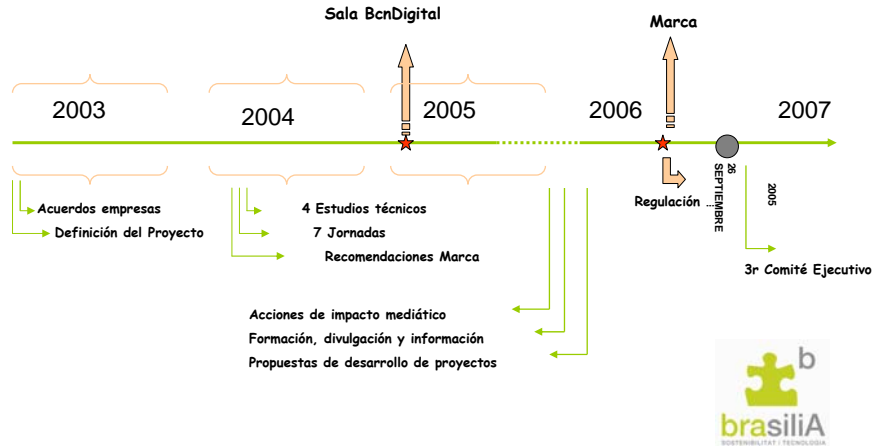 Sala BcnDigital
Marca
2003
2004
2005
2006
2007
Acuerdos empresas
Definición del Proyecto
4 Estudios técnicos
7 Jornadas
Recomendaciones Marca
Regulación ...
26
SEPTIEMBRE
2005
3r Comité Ejecutivo
Acciones de impacto mediático
Formación, divulgación y información
Propuestas de desarrollo de proyectos
b
brasiliA
SOSTENIBILITAT I TECNOLOGIA